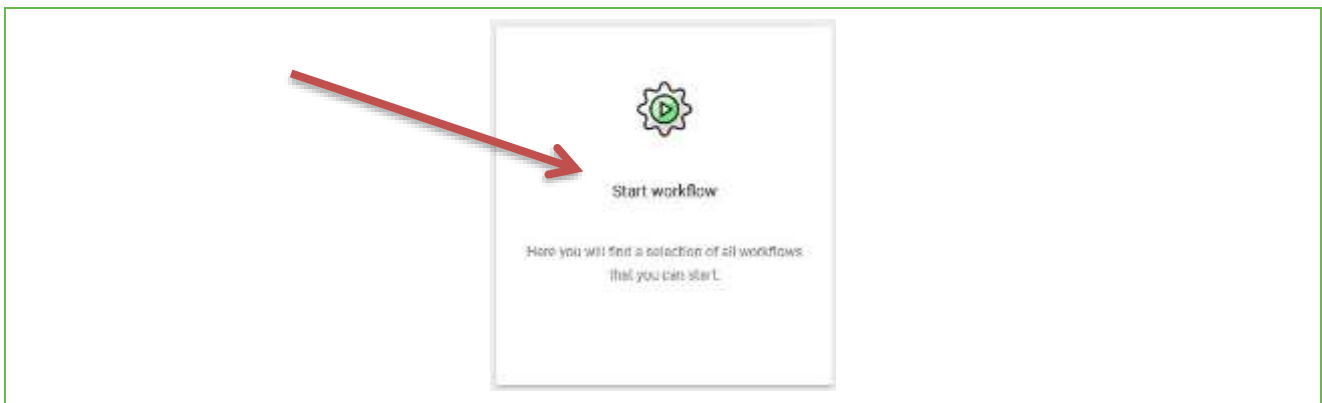 Start workflow
Here you will find a selection of all workflows
that you can start.